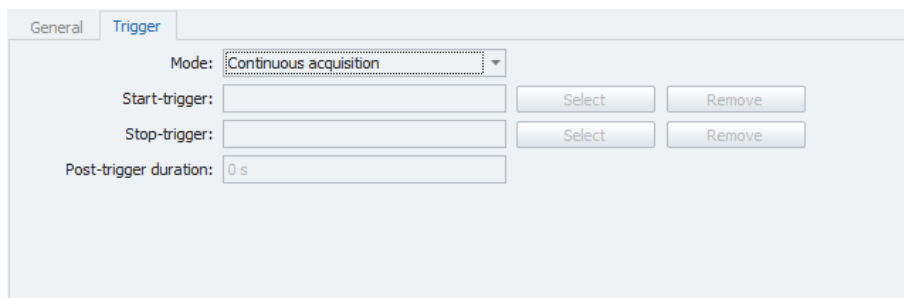 General Trigger
Mode: Continuous acquisition
Start-trigger: Select Remove
Stop-trigger: Select Remove
Post-trigger duration: 0 s